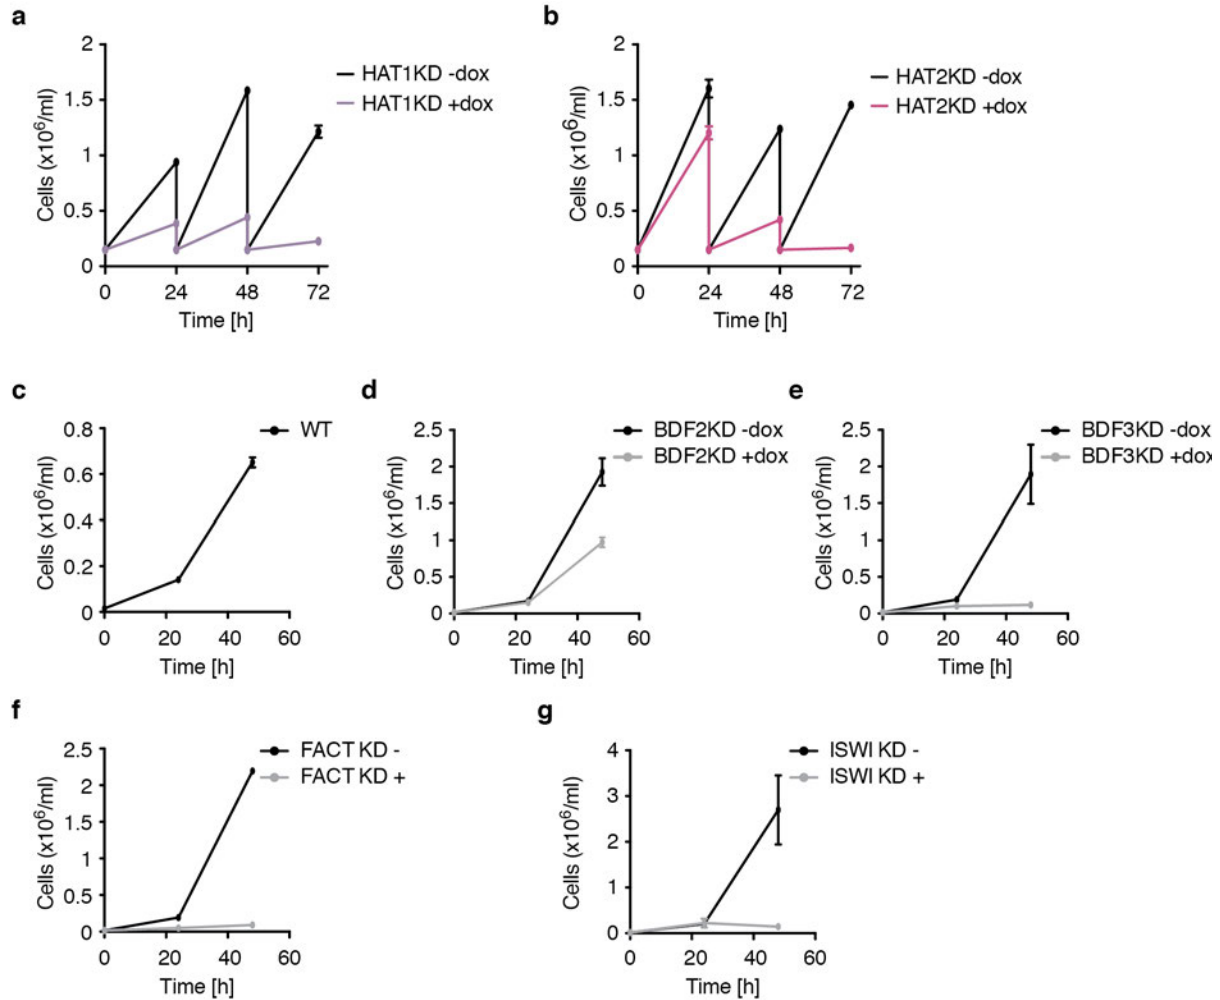 a
b
2
1.5
1
0.5
0
Cells (x10⁶/ml)
0 24 48 72
Time [h]
HAT1KD -dox
HAT1KD +dox
2
1.5
1
0.5
0
Cells (x10⁶/ml)
0 24 48 72
Time [h]
HAT2KD -dox
HAT2KD +dox
c
d
e
0.8
0.6
0.4
0.2
0
Cells (x10⁶/ml)
0 20 40 60
Time [h]
WT
2.5
2
1.5
1
0.5
0
Cells (x10⁶/ml)
0 20 40 60
Time [h]
BDF2KD -dox
BDF2KD +dox
2.5
2
1.5
1
0.5
0
Cells (x10⁶/ml)
0 20 40 60
Time [h]
BDF3KD -dox
BDF3KD +dox
f
g
2.5
2
1.5
1
0.5
0
Cells (x10⁶/ml)
0 20 40 60
Time [h]
FACT KD -
FACT KD +
4
3
2
1
0
Cells (x10⁶/ml)
0 20 40 60
Time [h]
ISWI KD -
ISWI KD +